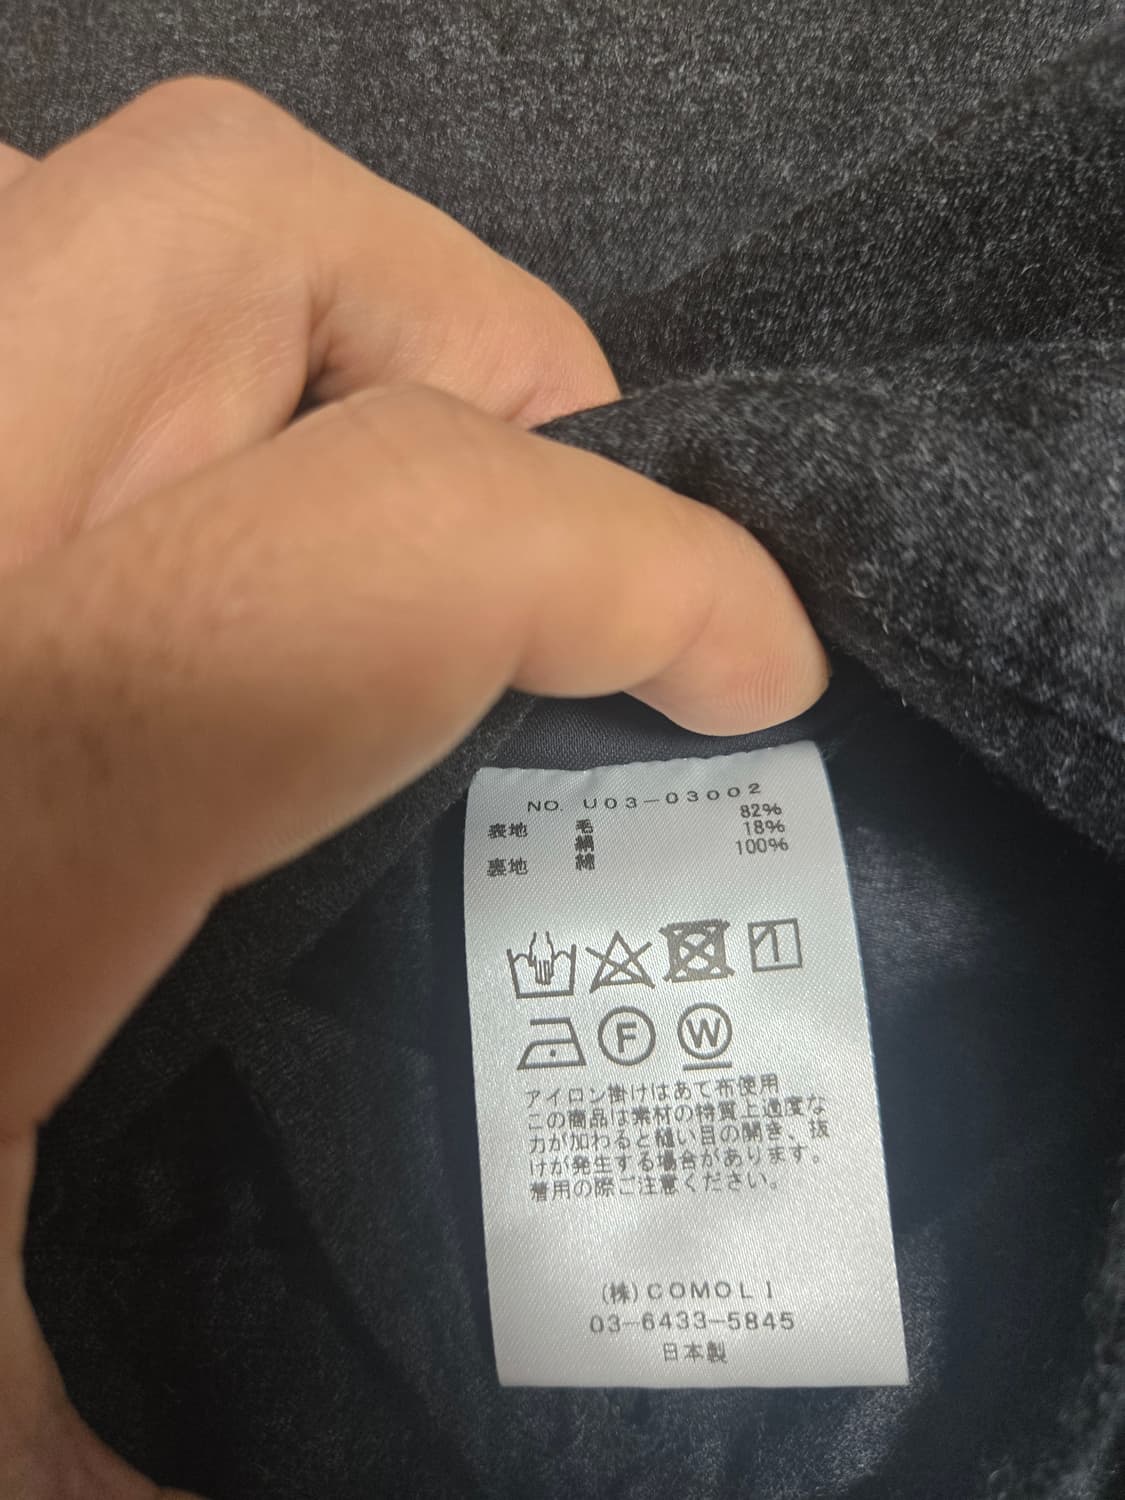 NO. U03-03002
表地 毛 82%
絹 18%
裏地 綿 100%
F W
アイロン掛けはあて布使用
この商品は素材の特質上過度な
力が加わると縫い目の開き、抜
けが発生する場合があります。
着用の際ご注意ください。
(株)COMOLI
03-6433-5845
日本製